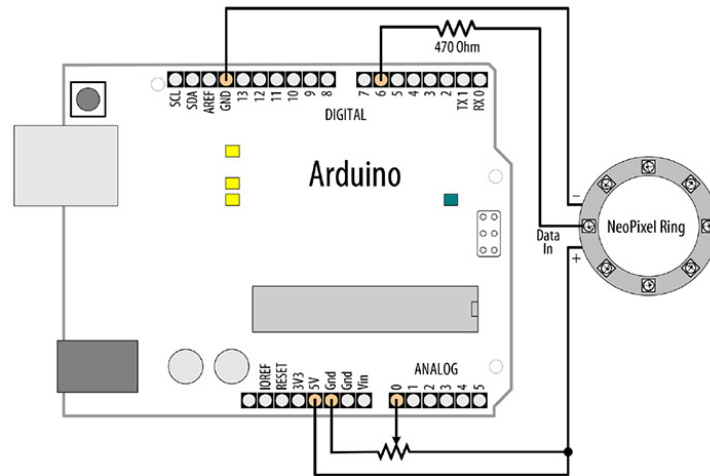 470 Ohm
SCL
SDA
AREF
GND
13
12
11
10
9
8
7
6
5
4
3
2
TX 1
RX 0
DIGITAL
Arduino
–
NeoPixel Ring
Data
In
+
IOREF
RESET
3V3
5V
Gnd
Gnd
Vin
ANALOG
0
1
2
3
4
5